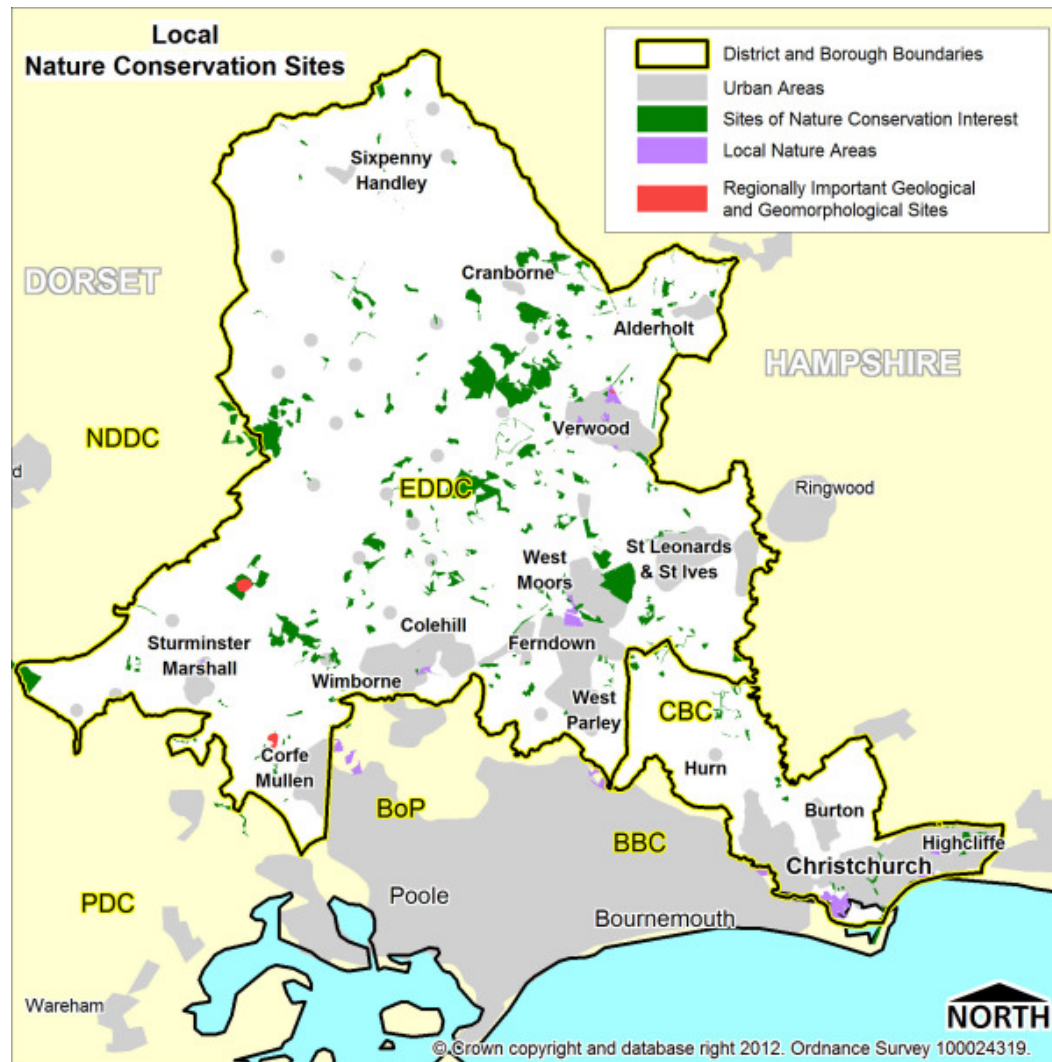 Local
Nature Conservation Sites
District and Borough Boundaries
Urban Areas
Sites of Nature Conservation Interest
Local Nature Areas
Regionally Important Geological
and Geomorphological Sites
Sixpenny
Handley
DORSET
Cranborne
Alderholt
HAMPSHIRE
NDDC
Verwood
d
EDDC
Ringwood
West
Moors
St Leonards
& St Ives
Colehill
Sturminster
Marshall
Ferndown
Wimborne
West
Parley
CBC
Corfe
Mullen
Hurn
BoP
Burton
BBC
Highcliffe
Christchurch
PDC
Poole
Bournemouth
Wareham
NORTH
© Crown copyright and database right 2012. Ordnance Survey 100024319.